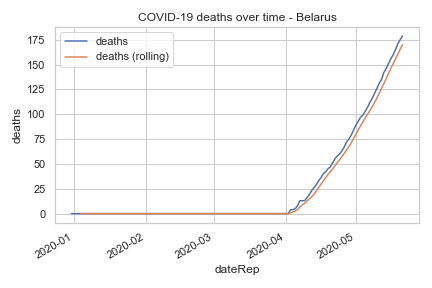 COVID-19 deaths over time - Belarus
deaths
deaths (rolling)
175
150
125
100
75
50
25
0
deaths
2020-01
2020-02
2020-03
2020-04
2020-05
dateRep